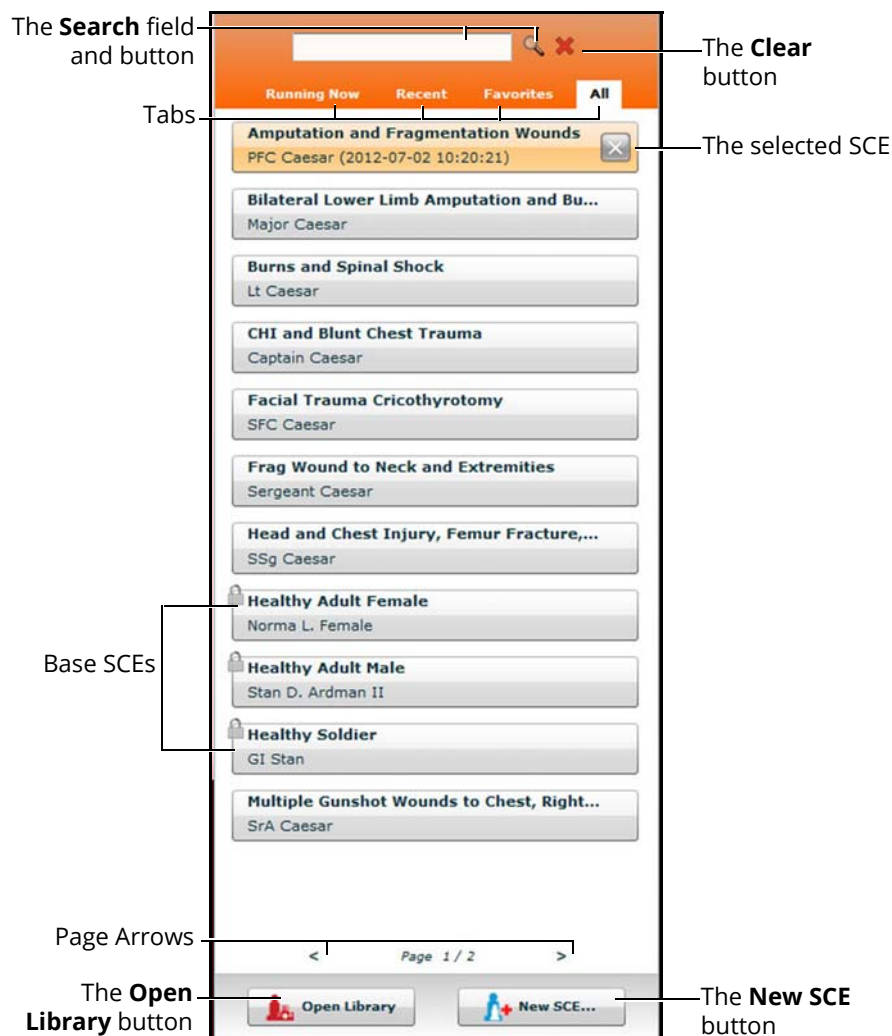 The Search field
and button
The Clear
button
Running Now Recent Favorites All
Tabs
Amputation and Fragmentation Wounds
PFC Caesar (2012-07-02 10:20:21)
The selected SCE
Bilateral Lower Limb Amputation and Bu...
Major Caesar
Burns and Spinal Shock
Lt Caesar
CHI and Blunt Chest Trauma
Captain Caesar
Facial Trauma Cricothyrotomy
SFC Caesar
Frag Wound to Neck and Extremities
Sergeant Caesar
Head and Chest Injury, Femur Fracture,...
SSg Caesar
Healthy Adult Female
Norma L. Female
Base SCEs
Healthy Adult Male
Stan D. Ardman II
Healthy Soldier
GI Stan
Multiple Gunshot Wounds to Chest, Right...
SrA Caesar
Page Arrows
< Page 1 / 2 >
The Open
Library button
Open Library
New SCE...
The New SCE
button